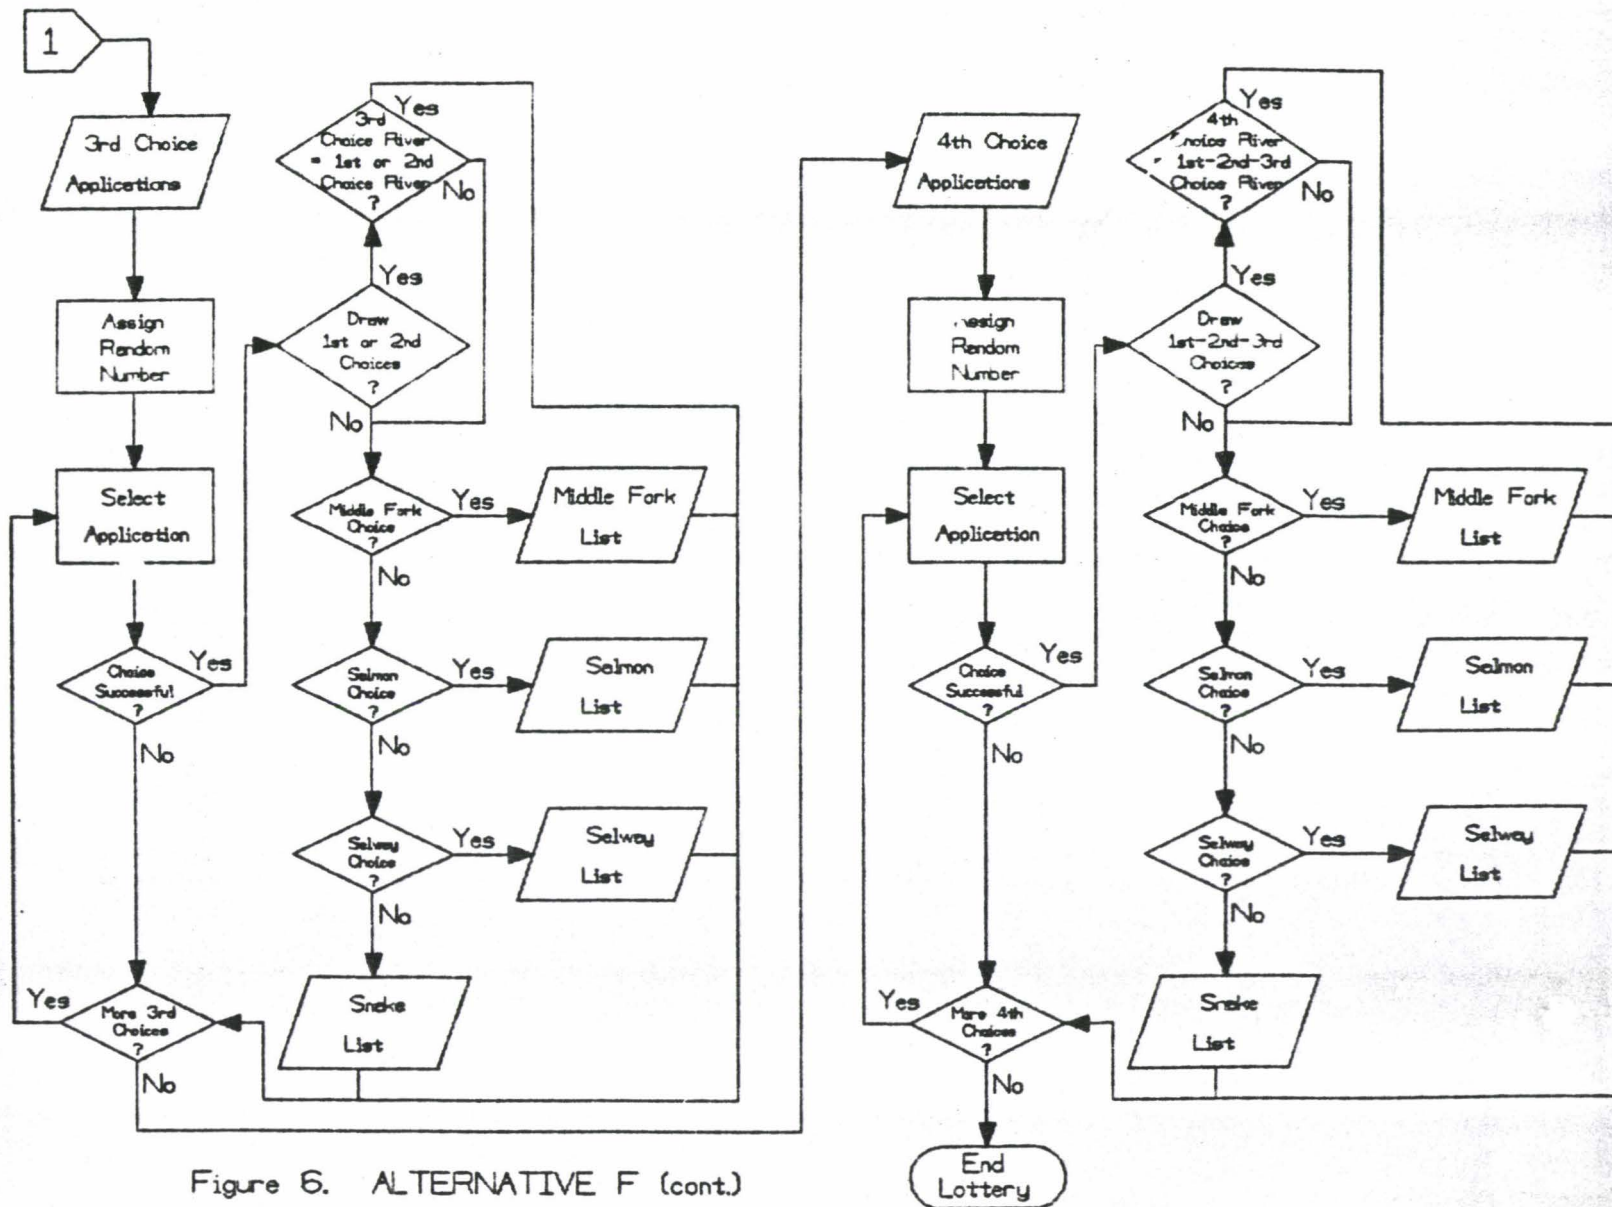 1
3rd Choice
Applications
Assign
Random
Number
Select
Application
Choice
Successful
?
Yes
No
More 3rd
Choices
?
Yes
No
3rd
Choice River
= 1st or 2nd
Choice River
?
Yes
No
Draw
1st or 2nd
Choices
?
Yes
No
Middle Fork
Choice
?
Yes
No
Middle Fork
List
Salmon
Choice
?
Yes
No
Salmon
List
Selway
Choice
?
Yes
No
Selway
List
Snake
List
4th Choice
Applications
Assign
Random
Number
Select
Application
Choice
Successful
?
Yes
No
More 4th
Choices
?
Yes
No
End
Lottery
4th
Choice River
1st-2nd-3rd
Choice River
?
Yes
No
Draw
1st-2nd-3rd
Choices
?
Yes
No
Middle Fork
Choice
?
Yes
No
Middle Fork
List
Salmon
Choice
?
Yes
No
Salmon
List
Selway
Choice
?
Yes
No
Selway
List
Snake
List
Figure 6. ALTERNATIVE F (cont.)